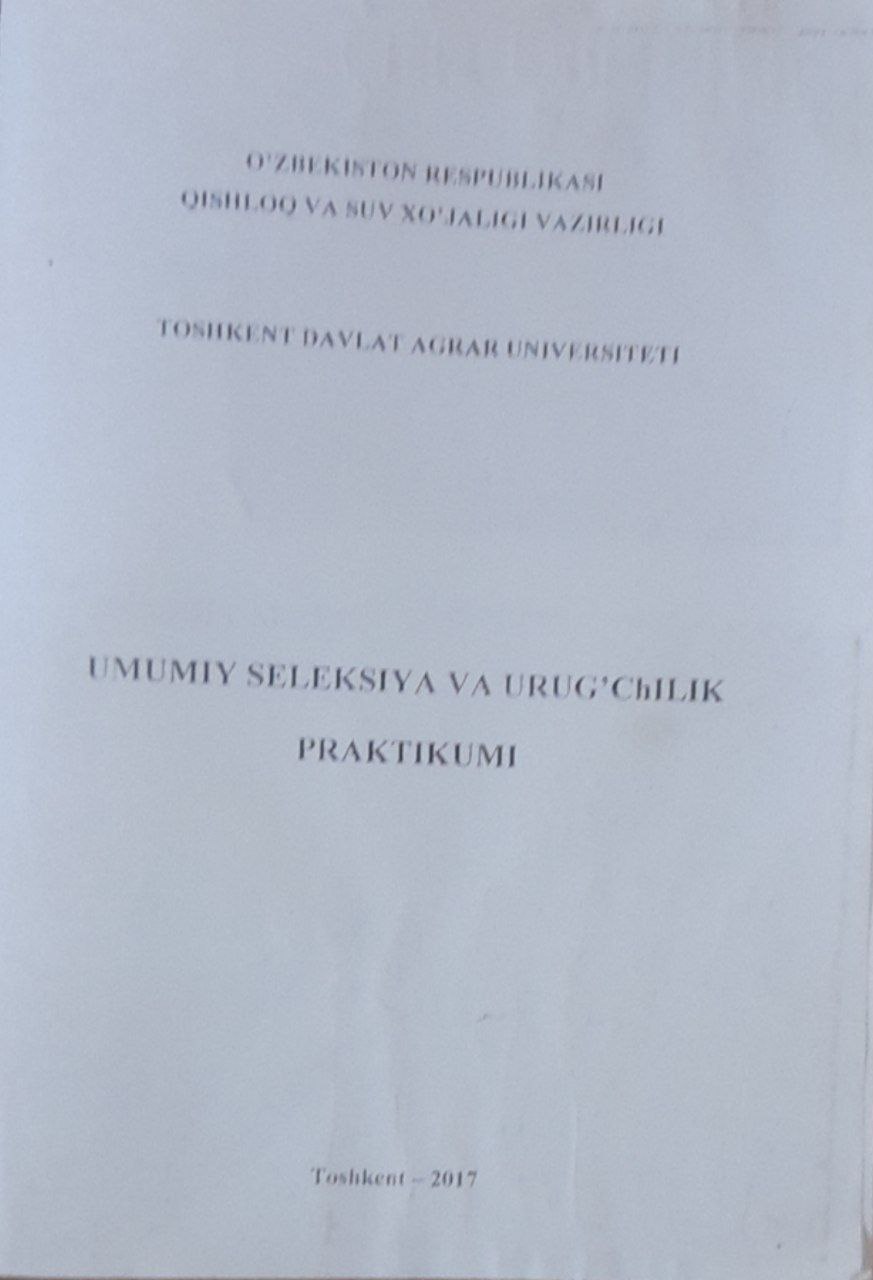 O'ZBEKISTON RESPUBLIKASI
QISHLOQ VA SUV XO'JALIGI VAZIRLIGI
TOSHKENT DAVLAT AGRAR UNIVERSITETI
UMUMIY SELEKSIYA VA URUG'ChILIK
PRAKTIKUMI
Toshkent – 2017